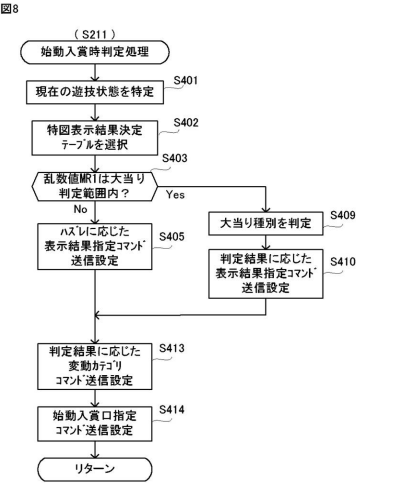 図8
( S211 )
始動入賞時判定処理
S401
現在の遊技状態を特定
S402
特図表示結果決定
テーブルを選択
S403
乱数値MR1は大当り
判定範囲内?
Yes
No
S409
大当り種別を判定
S405
ハズレに応じた
表示結果指定コマンド
送信設定
S410
判定結果に応じた
表示結果指定コマンド
送信設定
S413
判定結果に応じた
変動カテゴリ
コマンド送信設定
S414
始動入賞口指定
コマンド送信設定
リターン